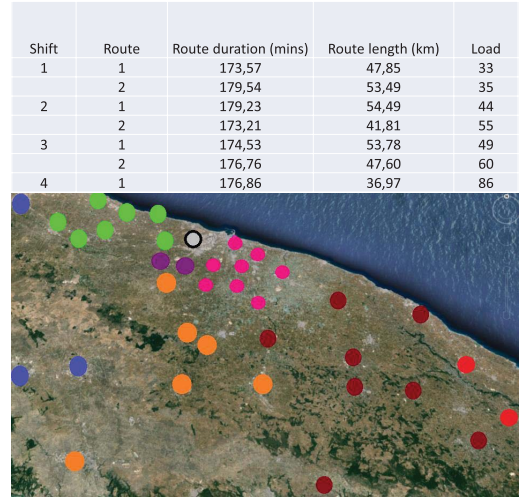 Shift Route Route duration (mins) Route length (km) Load
1 1 173,57 47,85 33
2 179,54 53,49 35
2 1 179,23 54,49 44
2 173,21 41,81 55
3 1 174,53 53,78 49
2 176,76 47,60 60
4 1 176,86 36,97 86